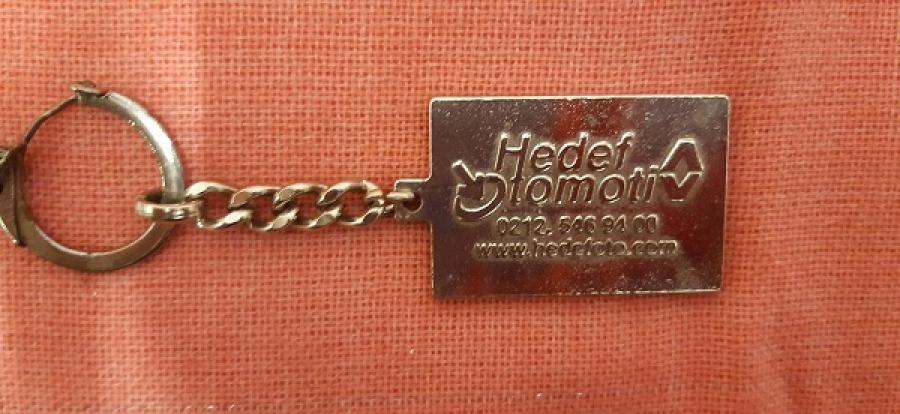 Hedef
Otomotiv
0212. 546 94 00
www.hedefoto.com